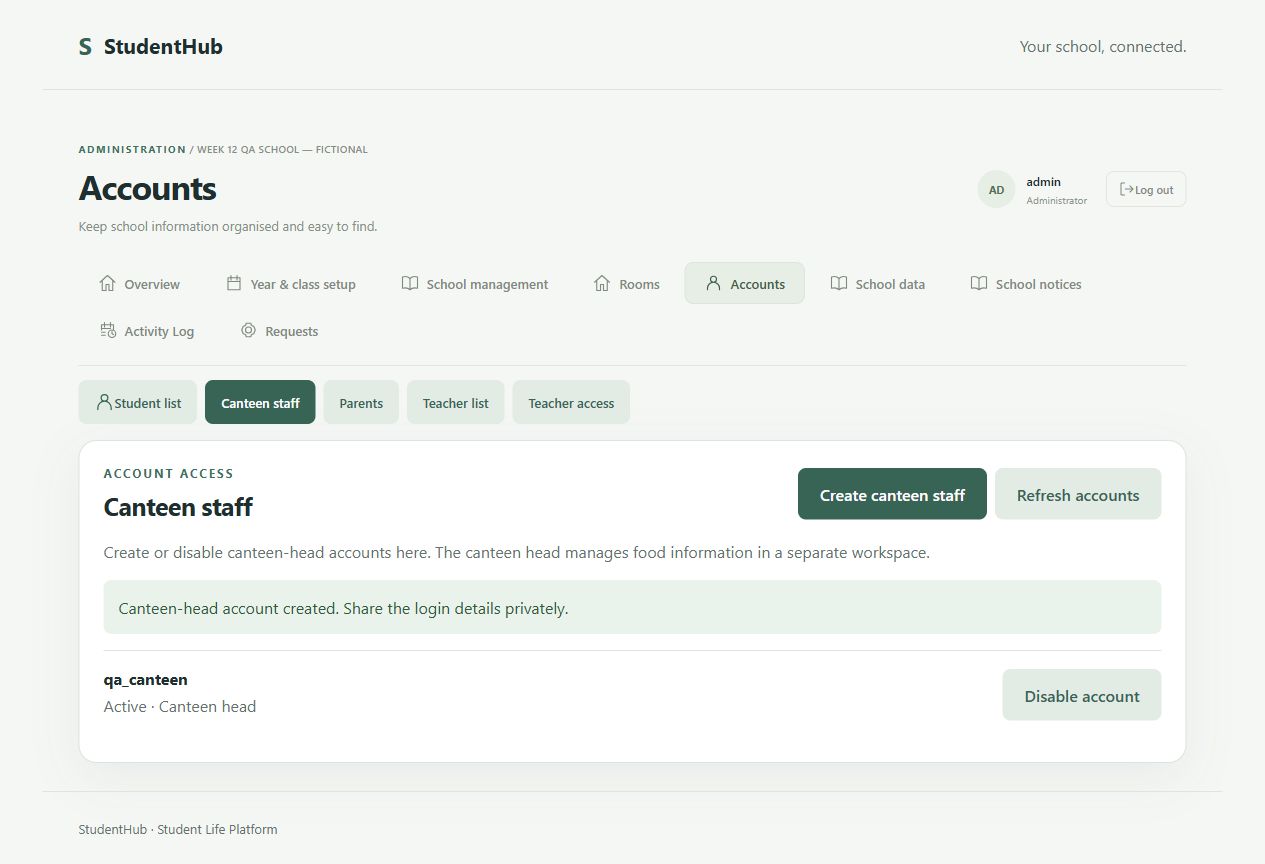 S StudentHub
Your school, connected.
ADMINISTRATION / WEEK 12 QA SCHOOL — FICTIONAL
Accounts
Keep school information organised and easy to find.
AD
admin
Administrator
Log out
Overview
Year & class setup
School management
Rooms
Accounts
School data
School notices
Activity Log
Requests
Student list
Canteen staff
Parents
Teacher list
Teacher access
ACCOUNT ACCESS
Canteen staff
Create canteen staff
Refresh accounts
Create or disable canteen-head accounts here. The canteen head manages food information in a separate workspace.
Canteen-head account created. Share the login details privately.
qa_canteen
Active · Canteen head
Disable account
StudentHub · Student Life Platform